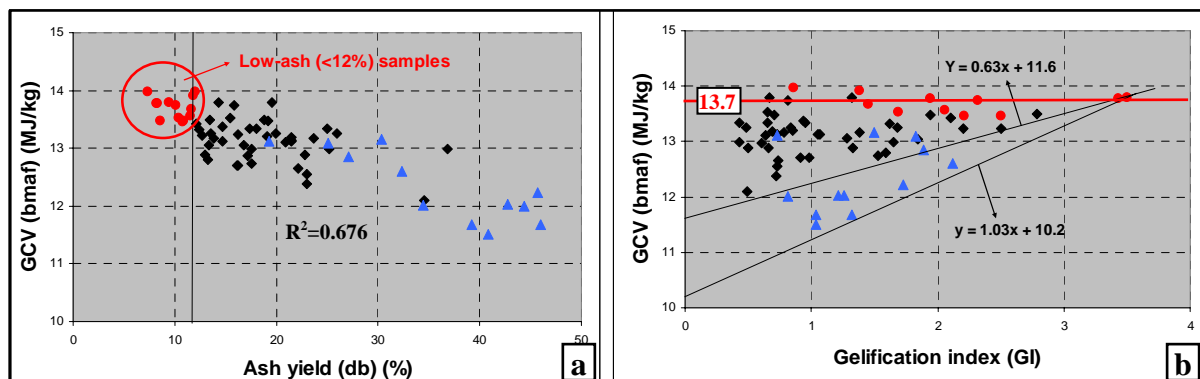 15
14
13
12
11
10
0
10
20
30
40
50
GCV (bmaf) (MJ/kg)
Ash yield (db) (%)
Low-ash (<12%) samples
R²=0.676
a
15
14
13
12
11
10
0
1
2
3
4
GCV (bmaf) (MJ/kg)
Gelification index (GI)
13.7
Y = 0.63x + 11.6
y = 1.03x + 10.2
b